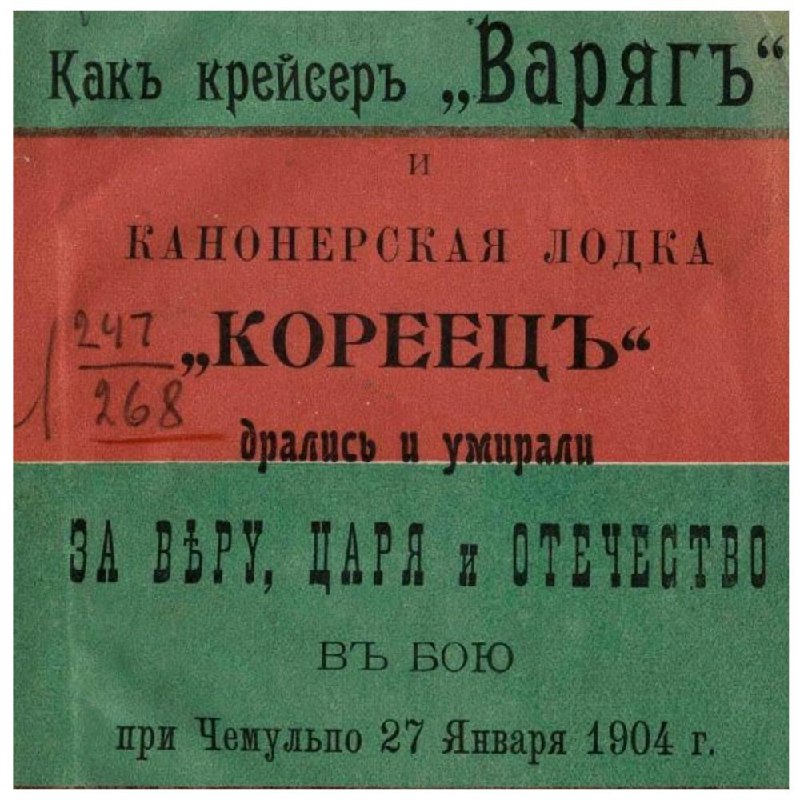 Какъ крейсеръ „Варягъ“
и
КАНОНЕРСКАЯ ЛОДКА
247
„КОРЕЕЦЪ“
268
дрались и умирали
ЗА ВѢРУ, ЦАРЯ и ОТЕЧЕСТВО
ВЪ БОЮ
при Чемульпо 27 Января 1904 г.